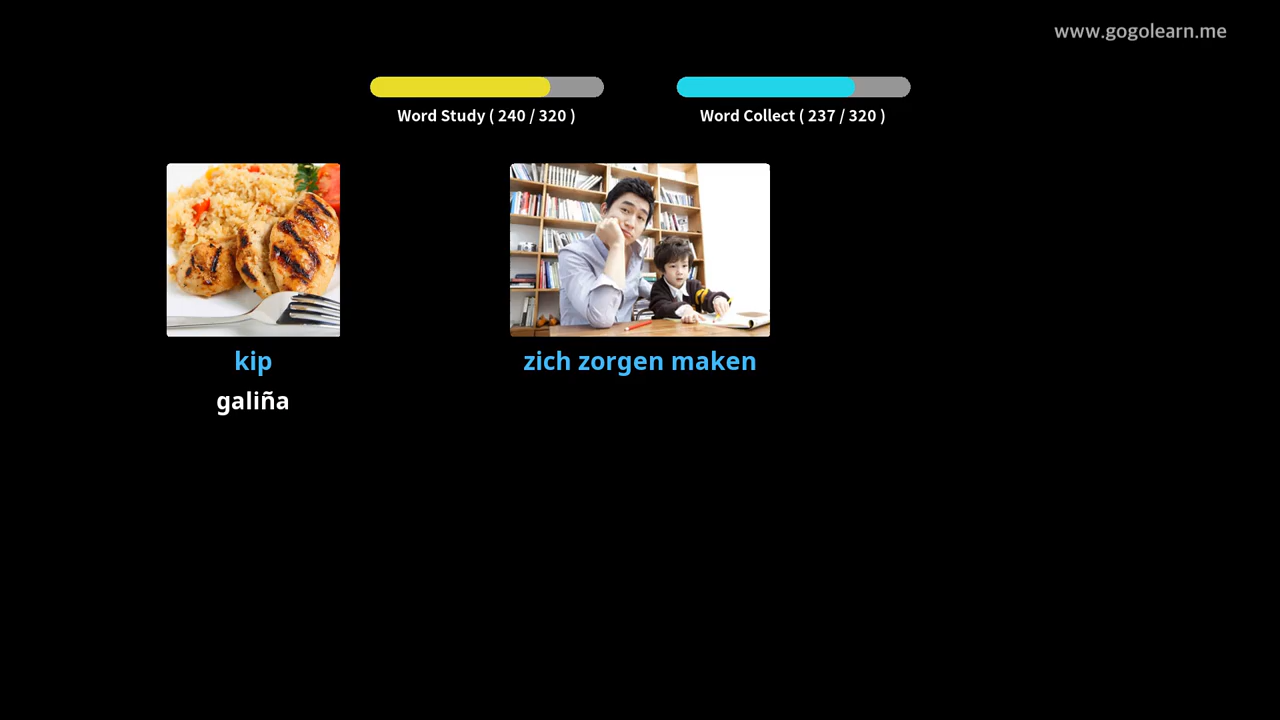 www.gogolearn.me
Word Study ( 240 / 320 )
Word Collect ( 237 / 320 )
kip
zich zorgen maken
galiña